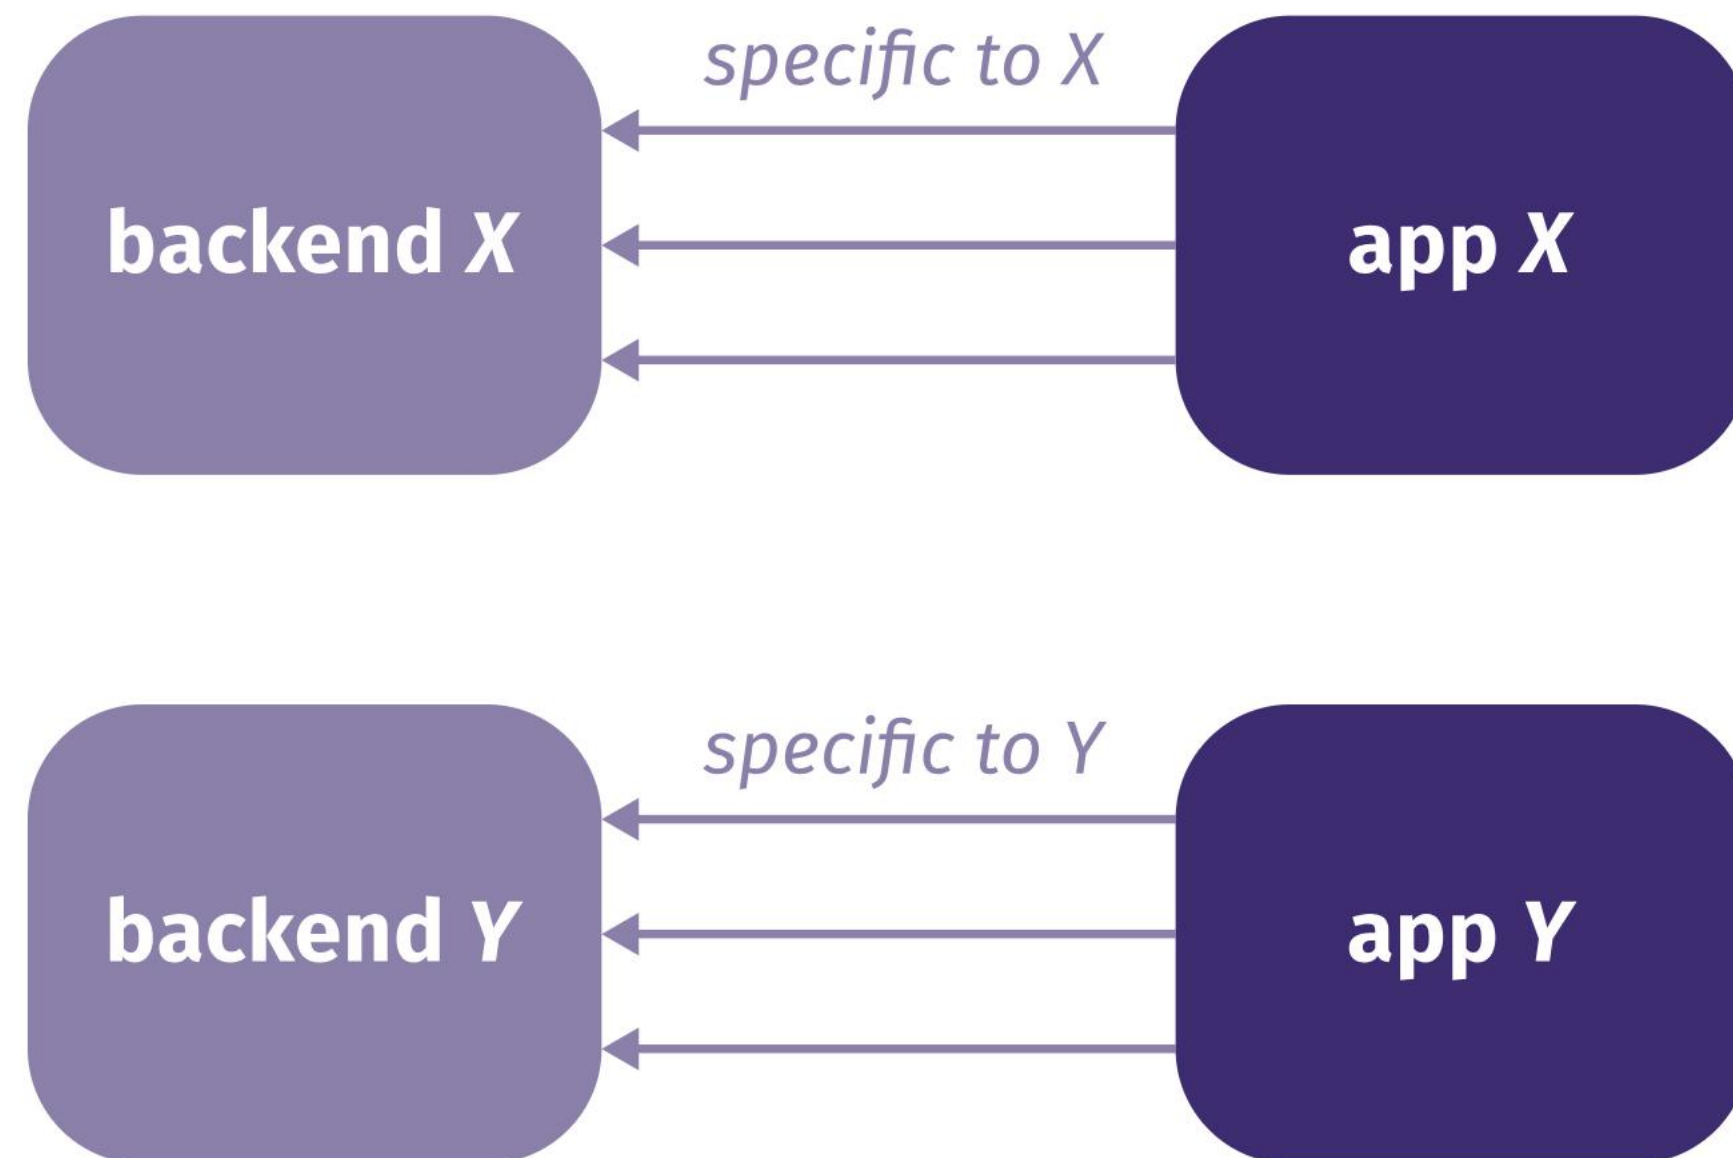 specific to X
backend X
app X
specific to Y
backend Y
app Y